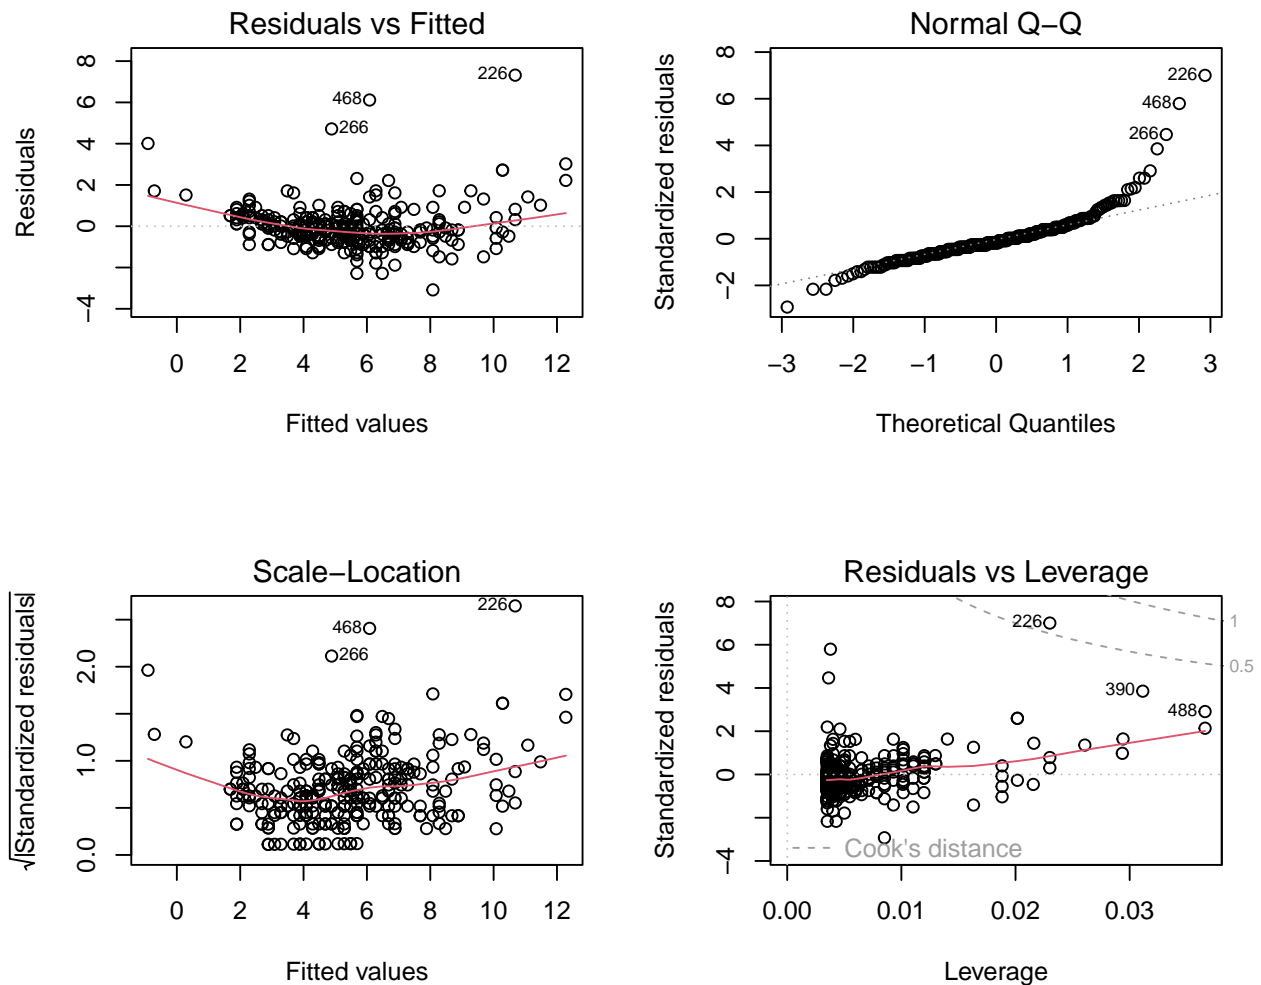 Residuals vs Fitted
Residuals
8
6
4
2
0
−4
226
468
266
0 2 4 6 8 10 12
Fitted values
Normal Q−Q
Standardized residuals
8
6
4
2
0
−2
226
468
266
−3 −2 −1 0 1 2 3
Theoretical Quantiles
Scale−Location
√|Standardized residuals|
2.0
1.0
0.0
226
468
266
0 2 4 6 8 10 12
Fitted values
Residuals vs Leverage
Standardized residuals
8
6
4
2
0
−4
226
390
488
1
0.5
Cook's distance
0.00 0.01 0.02 0.03
Leverage